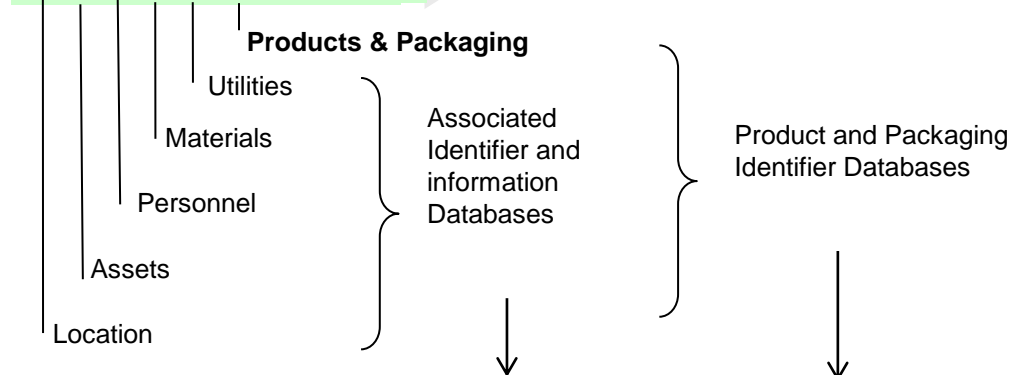 Products & Packaging
Utilities
Materials
Personnel
Assets
Location
Associated
Identifier and
information
Databases
Product and Packaging
Identifier Databases